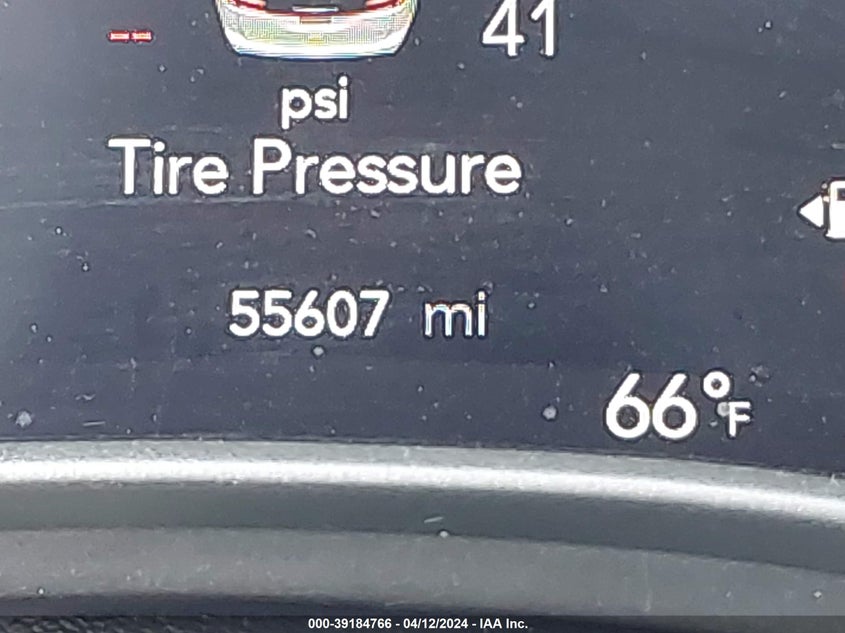 -- 41
psi
Tire Pressure
55607 mi
66°F
000-39184766 - 04/12/2024 - IAA Inc.